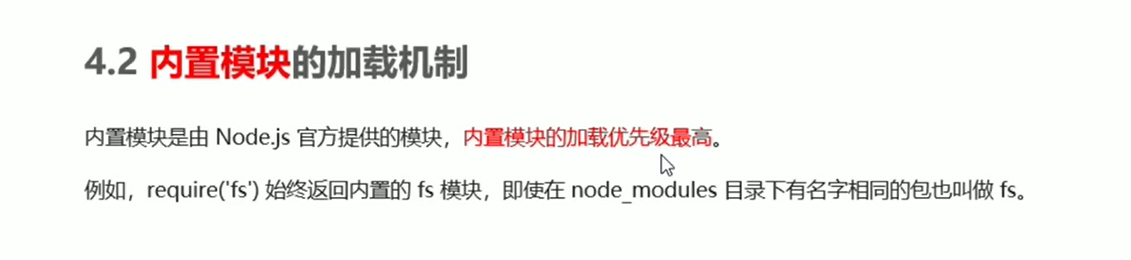 4.2 内置模块的加载机制
内置模块是由 Node.js 官方提供的模块，内置模块的加载优先级最高。
例如，require('fs') 始终返回内置的 fs 模块，即使在 node_modules 目录下有名字相同的包也叫做 fs。